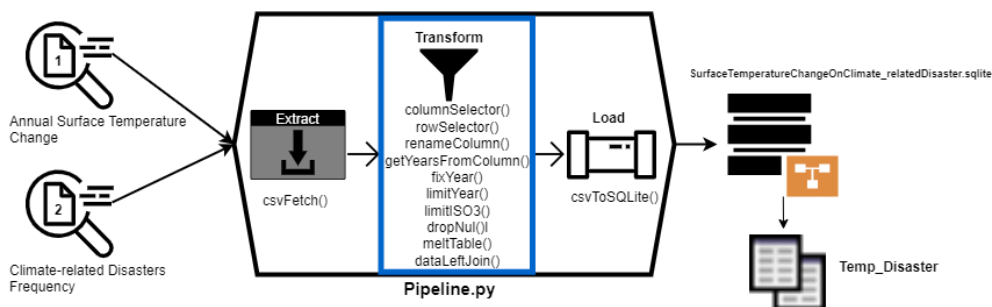 1
Annual Surface Temperature
Change
2
Climate-related Disasters
Frequency
Extract
csvFetch()
Transform
columnSelector()
rowSelector()
renameColumn()
getYearsFromColumn()
fixYear()
limitYear()
limitISO3()
dropNul()l
meltTable()
dataLeftJoin()
Load
csvToSQLite()
Pipeline.py
SurfaceTemperatureChangeOnClimate_relatedDisaster.sqlite
Temp_Disaster